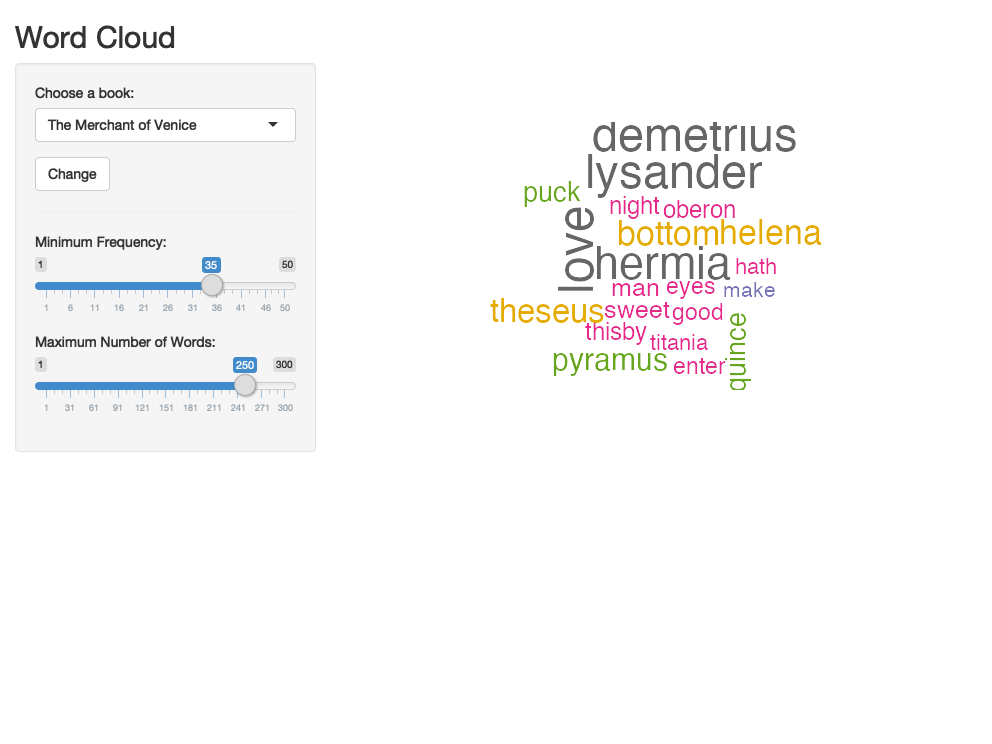 Word Cloud
Choose a book:
The Merchant of Venice
Change
Minimum Frequency:
1 35 50
1 6 11 16 21 26 31 36 41 46 50
Maximum Number of Words:
1 250 300
1 31 61 91 121 151 181 211 241 271 300
demetrius
lysander
puck
night oberon
love
bottom helena
hermia hath
man eyes make
theseus sweet good
thisby titania
quince
pyramus enter